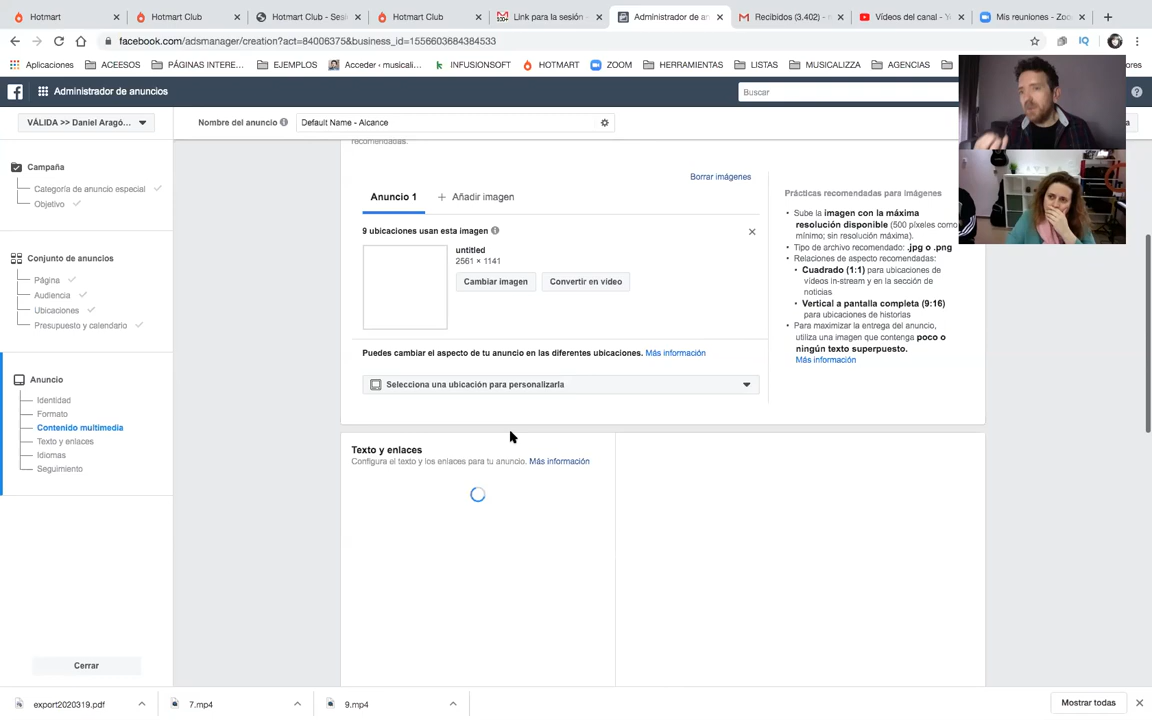 Hotmart
Hotmart Club
Hotmart Club - Sesi
Hotmart Club
Link para la sesión -
Administrador de an
Recibidos (3.402) -
Vídeos del canal - Y
Mis reuniones - Zoo
facebook.com/adsmanager/creation?act=84006375&business_id=1556603684384533
Aplicaciones
ACEESOS
PÁGINAS INTERE...
EJEMPLOS
Acceder ‹ musicali...
INFUSIONSOFT
HOTMART
ZOOM
HERRAMIENTAS
LISTAS
MUSICALIZZA
AGENCIAS
ores
Administrador de anuncios
Buscar
VÁLIDA >> Daniel Aragó...
Nombre del anuncio
Default Name - Alcance
Campaña
Categoría de anuncio especial
Objetivo
Conjunto de anuncios
Página
Audiencia
Ubicaciones
Presupuesto y calendario
Anuncio
Identidad
Formato
Contenido multimedia
Texto y enlaces
Idiomas
Seguimiento
Cerrar
recomendadas.
Borrar imágenes
Anuncio 1
+ Añadir imagen
9 ubicaciones usan esta imagen
untitled
2561 × 1141
Cambiar imagen
Convertir en vídeo
Puedes cambiar el aspecto de tu anuncio en las diferentes ubicaciones. Más información
Selecciona una ubicación para personalizarla
Prácticas recomendadas para imágenes
• Sube la imagen con la máxima
resolución disponible (500 píxeles como
mínimo; sin resolución máxima).
• Tipo de archivo recomendado: .jpg o .png
• Relaciones de aspecto recomendadas:
• Cuadrado (1:1) para ubicaciones de
vídeos in-stream y en la sección de
noticias
• Vertical a pantalla completa (9:16)
para ubicaciones de historias
• Para maximizar la entrega del anuncio,
utiliza una imagen que contenga poco o
ningún texto superpuesto.
Más información
Texto y enlaces
Configura el texto y los enlaces para tu anuncio. Más información
export2020319.pdf
7.mp4
9.mp4
Mostrar todas